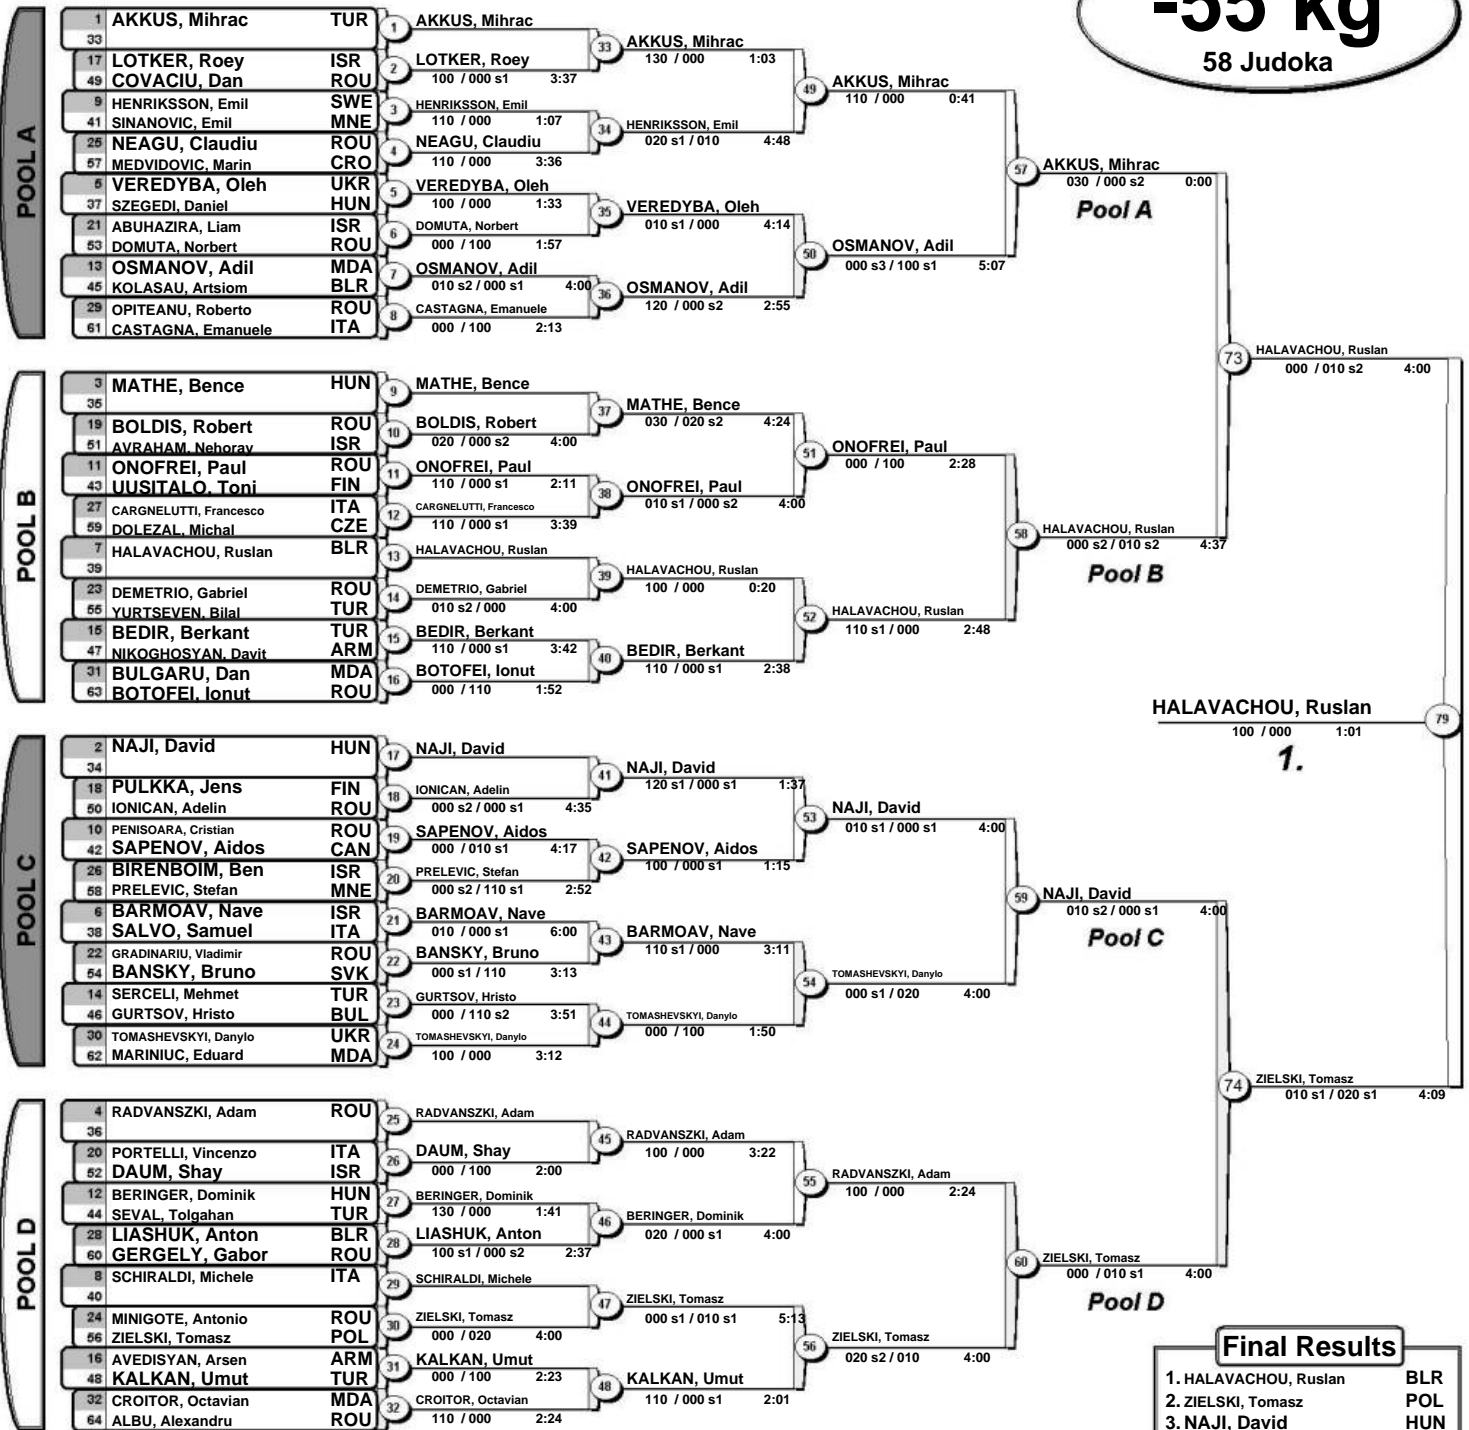 -55 kg
58 Judoka
POOL A
1 AKKUS, Mihrac TUR
33
17 LOTKER, Roey ISR
49 COVACIU, Dan ROU
9 HENRIKSSON, Emil SWE
41 SINANOVIC, Emil MNE
25 NEAGU, Claudiu ROU
57 MEDVIDOVIC, Marin CRO
5 VEREDYBA, Oleh UKR
37 SZEGEDI, Daniel HUN
21 ABUHAZIRA, Liam ISR
53 DOMUTA, Norbert ROU
13 OSMANOV, Adil MDA
45 KOLASAU, Artsiom BLR
29 OPITEANU, Roberto ROU
61 CASTAGNA, Emanuele ITA
1 AKKUS, Mihrac
2 LOTKER, Roey
100 / 000 s1 3:37
3 HENRIKSSON, Emil
110 / 000 1:07
4 NEAGU, Claudiu
110 / 000 3:36
5 VEREDYBA, Oleh
100 / 000 1:33
6 DOMUTA, Norbert
000 / 100 1:57
7 OSMANOV, Adil
010 s2 / 000 s1 4:00
8 CASTAGNA, Emanuele
000 / 100 2:13
33 AKKUS, Mihrac
130 / 000 1:03
34 HENRIKSSON, Emil
020 s1 / 010 4:48
35 VEREDYBA, Oleh
010 s1 / 000 4:14
36 OSMANOV, Adil
120 / 000 s2 2:55
49 AKKUS, Mihrac
110 / 000 0:41
50 OSMANOV, Adil
000 s3 / 100 s1 5:07
57 AKKUS, Mihrac
030 / 000 s2 0:00
Pool A
POOL B
3 MATHE, Bence HUN
35
19 BOLDIS, Robert ROU
51 AVRAHAM, Nehoray ISR
11 ONOFREI, Paul ROU
43 UUSITALO, Toni FIN
27 CARGNELUTTI, Francesco ITA
59 DOLEZAL, Michal CZE
7 HALAVACHOU, Ruslan BLR
39
23 DEMETRIO, Gabriel ROU
55 YURTSEVEN, Bilal TUR
15 BEDIR, Berkant TUR
47 NIKOGHOSYAN, Davit ARM
31 BULGARU, Dan MDA
63 BOTOFEI, Ionut ROU
9 MATHE, Bence
10 BOLDIS, Robert
020 / 000 s2 4:00
11 ONOFREI, Paul
110 / 000 s1 2:11
12 CARGNELUTTI, Francesco
110 / 000 s1 3:39
13 HALAVACHOU, Ruslan
14 DEMETRIO, Gabriel
010 s2 / 000 4:00
15 BEDIR, Berkant
110 / 000 s1 3:42
16 BOTOFEI, Ionut
000 / 110 1:52
37 MATHE, Bence
030 / 020 s2 4:24
38 ONOFREI, Paul
010 s1 / 000 s2 4:00
39 HALAVACHOU, Ruslan
100 / 000 0:20
40 BEDIR, Berkant
110 / 000 s1 2:38
51 ONOFREI, Paul
000 / 100 2:28
52 HALAVACHOU, Ruslan
110 s1 / 000 2:48
58 HALAVACHOU, Ruslan
000 s2 / 010 s2 4:37
Pool B
73 HALAVACHOU, Ruslan
000 / 010 s2 4:00
HALAVACHOU, Ruslan 79
100 / 000 1:01
1.
POOL C
2 NAJI, David HUN
34
18 PULKKA, Jens FIN
50 IONICAN, Adelin ROU
10 PENISOARA, Cristian ROU
42 SAPENOV, Aidos CAN
26 BIRENBOIM, Ben ISR
58 PRELEVIC, Stefan MNE
6 BARMOAV, Nave ISR
38 SALVO, Samuel ITA
22 GRADINARIU, Vladimir ROU
54 BANSKY, Bruno SVK
14 SERCELI, Mehmet TUR
46 GURTSOV, Hristo BUL
30 TOMASHEVSKYI, Danylo UKR
62 MARINIUC, Eduard MDA
17 NAJI, David
18 IONICAN, Adelin
000 s2 / 000 s1 4:35
19 SAPENOV, Aidos
000 / 010 s1 4:17
20 PRELEVIC, Stefan
000 s2 / 110 s1 2:52
21 BARMOAV, Nave
010 / 000 s1 6:00
22 BANSKY, Bruno
000 s1 / 110 3:13
23 GURTSOV, Hristo
000 / 110 s2 3:51
24 TOMASHEVSKYI, Danylo
100 / 000 3:12
41 NAJI, David
120 s1 / 000 s1 1:37
42 SAPENOV, Aidos
100 / 000 s1 1:15
43 BARMOAV, Nave
110 s1 / 000 3:11
44 TOMASHEVSKYI, Danylo
000 / 100 1:50
53 NAJI, David
010 s1 / 000 s1 4:00
54 TOMASHEVSKYI, Danylo
000 s1 / 020 4:00
59 NAJI, David
010 s2 / 000 s1 4:00
Pool C
POOL D
4 RADVANSZKI, Adam ROU
36
20 PORTELLI, Vincenzo ITA
52 DAUM, Shay ISR
12 BERINGER, Dominik HUN
44 SEVAL, Tolgahan TUR
28 LIASHUK, Anton BLR
60 GERGELY, Gabor ROU
8 SCHIRALDI, Michele ITA
40
24 MINIGOTE, Antonio ROU
56 ZIELSKI, Tomasz POL
16 AVEDISYAN, Arsen ARM
48 KALKAN, Umut TUR
32 CROITOR, Octavian MDA
64 ALBU, Alexandru ROU
25 RADVANSZKI, Adam
26 DAUM, Shay
000 / 100 2:00
27 BERINGER, Dominik
130 / 000 1:41
28 LIASHUK, Anton
100 s1 / 000 s2 2:37
29 SCHIRALDI, Michele
30 ZIELSKI, Tomasz
000 / 020 4:00
31 KALKAN, Umut
000 / 100 2:23
32 CROITOR, Octavian
110 / 000 2:24
45 RADVANSZKI, Adam
100 / 000 3:22
46 BERINGER, Dominik
020 / 000 s1 4:00
47 ZIELSKI, Tomasz
000 s1 / 010 s1 5:13
48 KALKAN, Umut
110 / 000 s1 2:01
55 RADVANSZKI, Adam
100 / 000 2:24
56 ZIELSKI, Tomasz
020 s2 / 010 4:00
60 ZIELSKI, Tomasz
000 / 010 s1 4:00
Pool D
74 ZIELSKI, Tomasz
010 s1 / 020 s1 4:09
Final Results
1. HALAVACHOU, Ruslan BLR
2. ZIELSKI, Tomasz POL
3. NAJI, David HUN